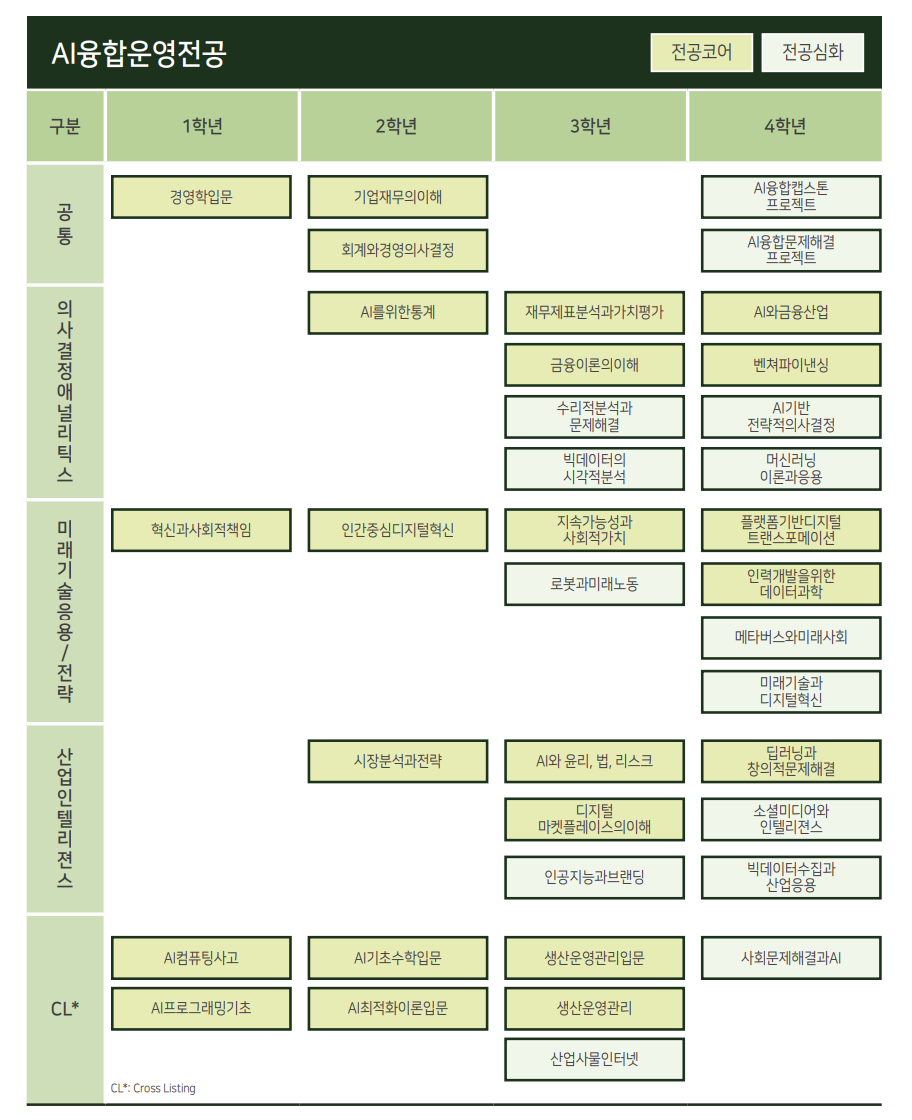 AI융합운영전공
전공코어
전공심화
구분
1학년
2학년
3학년
4학년
공통
경영학입문
기업재무의이해
AI융합캡스톤
프로젝트
회계와경영의사결정
AI융합문제해결
프로젝트
의사결정애널리틱스
AI를위한통계
재무제표분석과가치평가
AI와금융산업
금융이론의이해
벤쳐파이낸싱
수리적분석과
문제해결
AI기반
전략적의사결정
빅데이터의
시각적분석
머신러닝
이론과응용
미래기술응용/전략
혁신과사회적책임
인간중심디지털혁신
지속가능성과
사회적가치
플랫폼기반디지털
트랜스포메이션
로봇과미래노동
인력개발을위한
데이터과학
메타버스와미래사회
미래기술과
디지털혁신
산업인텔리젼스
시장분석과전략
AI와 윤리, 법, 리스크
딥러닝과
창의적문제해결
디지털
마켓플레이스의이해
소셜미디어와
인텔리젼스
인공지능과브랜딩
빅데이터수집과
산업응용
CL*
AI컴퓨팅사고
AI기초수학입문
생산운영관리입문
사회문제해결과AI
AI프로그래밍기초
AI최적화이론입문
생산운영관리
산업사물인터넷
CL*: Cross Listing